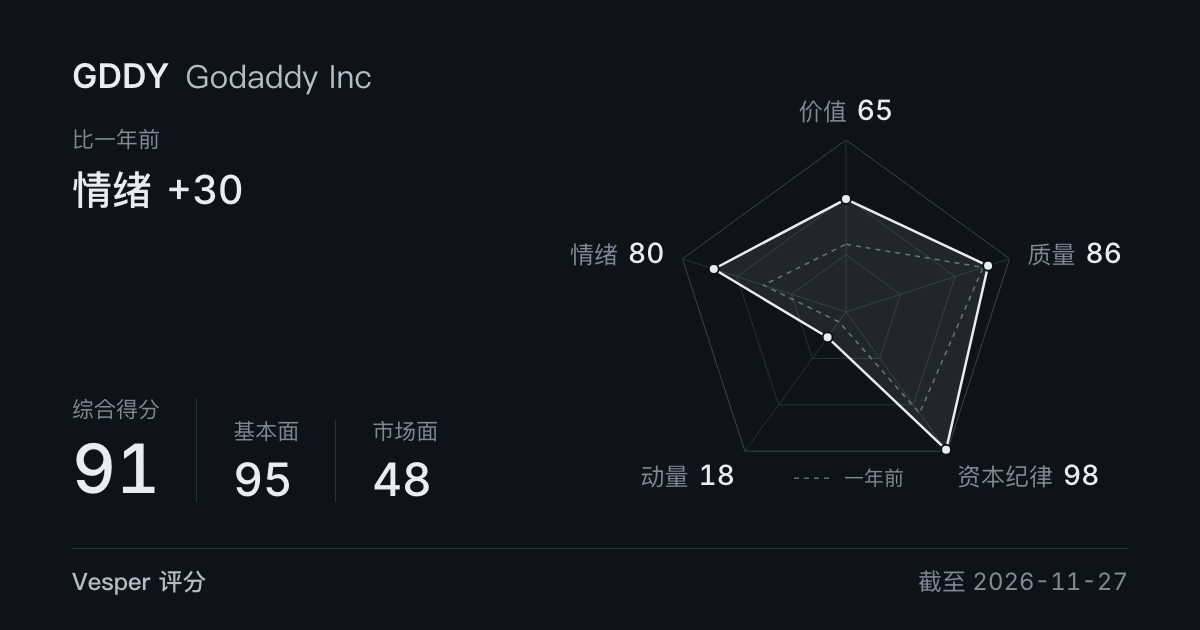 GDDY Godaddy Inc
比一年前
情绪 +30
价值 65
情绪 80
质量 86
动量 18
一年前
资本纪律 98
综合得分
91
基本面
95
市场面
48
Vesper 评分
截至 2026-11-27